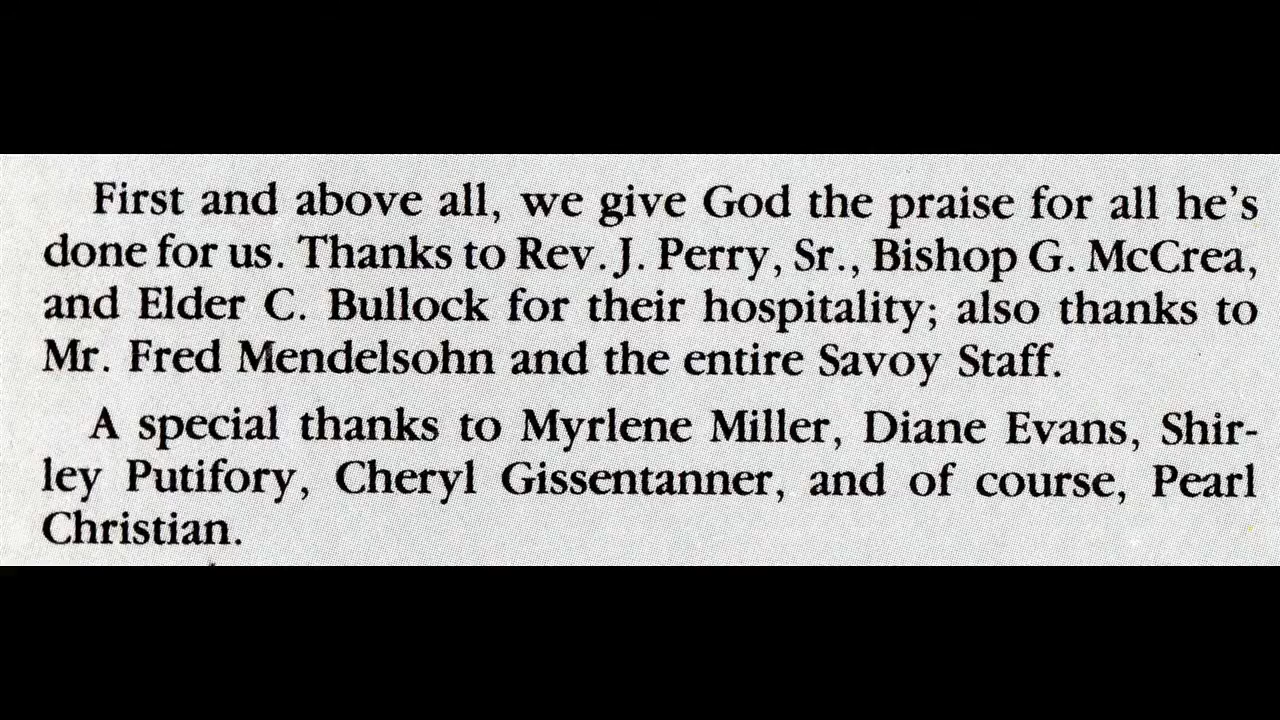 First and above all, we give God the praise for all he's
done for us. Thanks to Rev. J. Perry, Sr., Bishop G. McCrea,
and Elder C. Bullock for their hospitality; also thanks to
Mr. Fred Mendelsohn and the entire Savoy Staff.
A special thanks to Myrlene Miller, Diane Evans, Shir-
ley Putifory, Cheryl Gissentanner, and of course, Pearl
Christian.